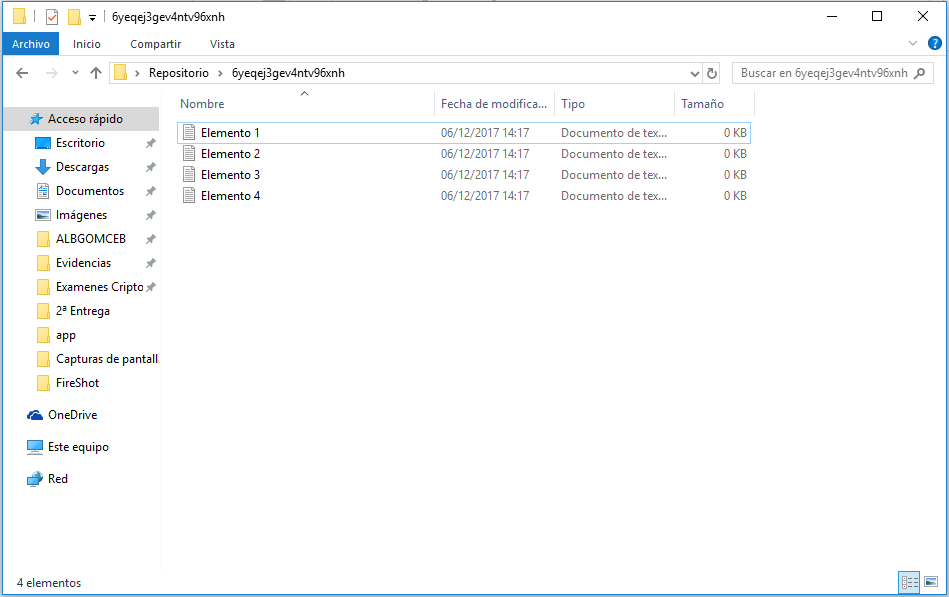 6yeqej3gev4ntv96xnh
Archivo Inicio Compartir Vista
Repositorio 6yeqej3gev4ntv96xnh Buscar en 6yeqej3gev4ntv96xnh
Nombre Fecha de modifica... Tipo Tamaño
Elemento 1 06/12/2017 14:17 Documento de tex... 0 KB
Elemento 2 06/12/2017 14:17 Documento de tex... 0 KB
Elemento 3 06/12/2017 14:17 Documento de tex... 0 KB
Elemento 4 06/12/2017 14:17 Documento de tex... 0 KB
Acceso rápido
Escritorio
Descargas
Documentos
Imágenes
ALBGOMCEB
Evidencias
Examenes Cripto
2ª Entrega
app
Capturas de pantall
FireShot
OneDrive
Este equipo
Red
4 elementos